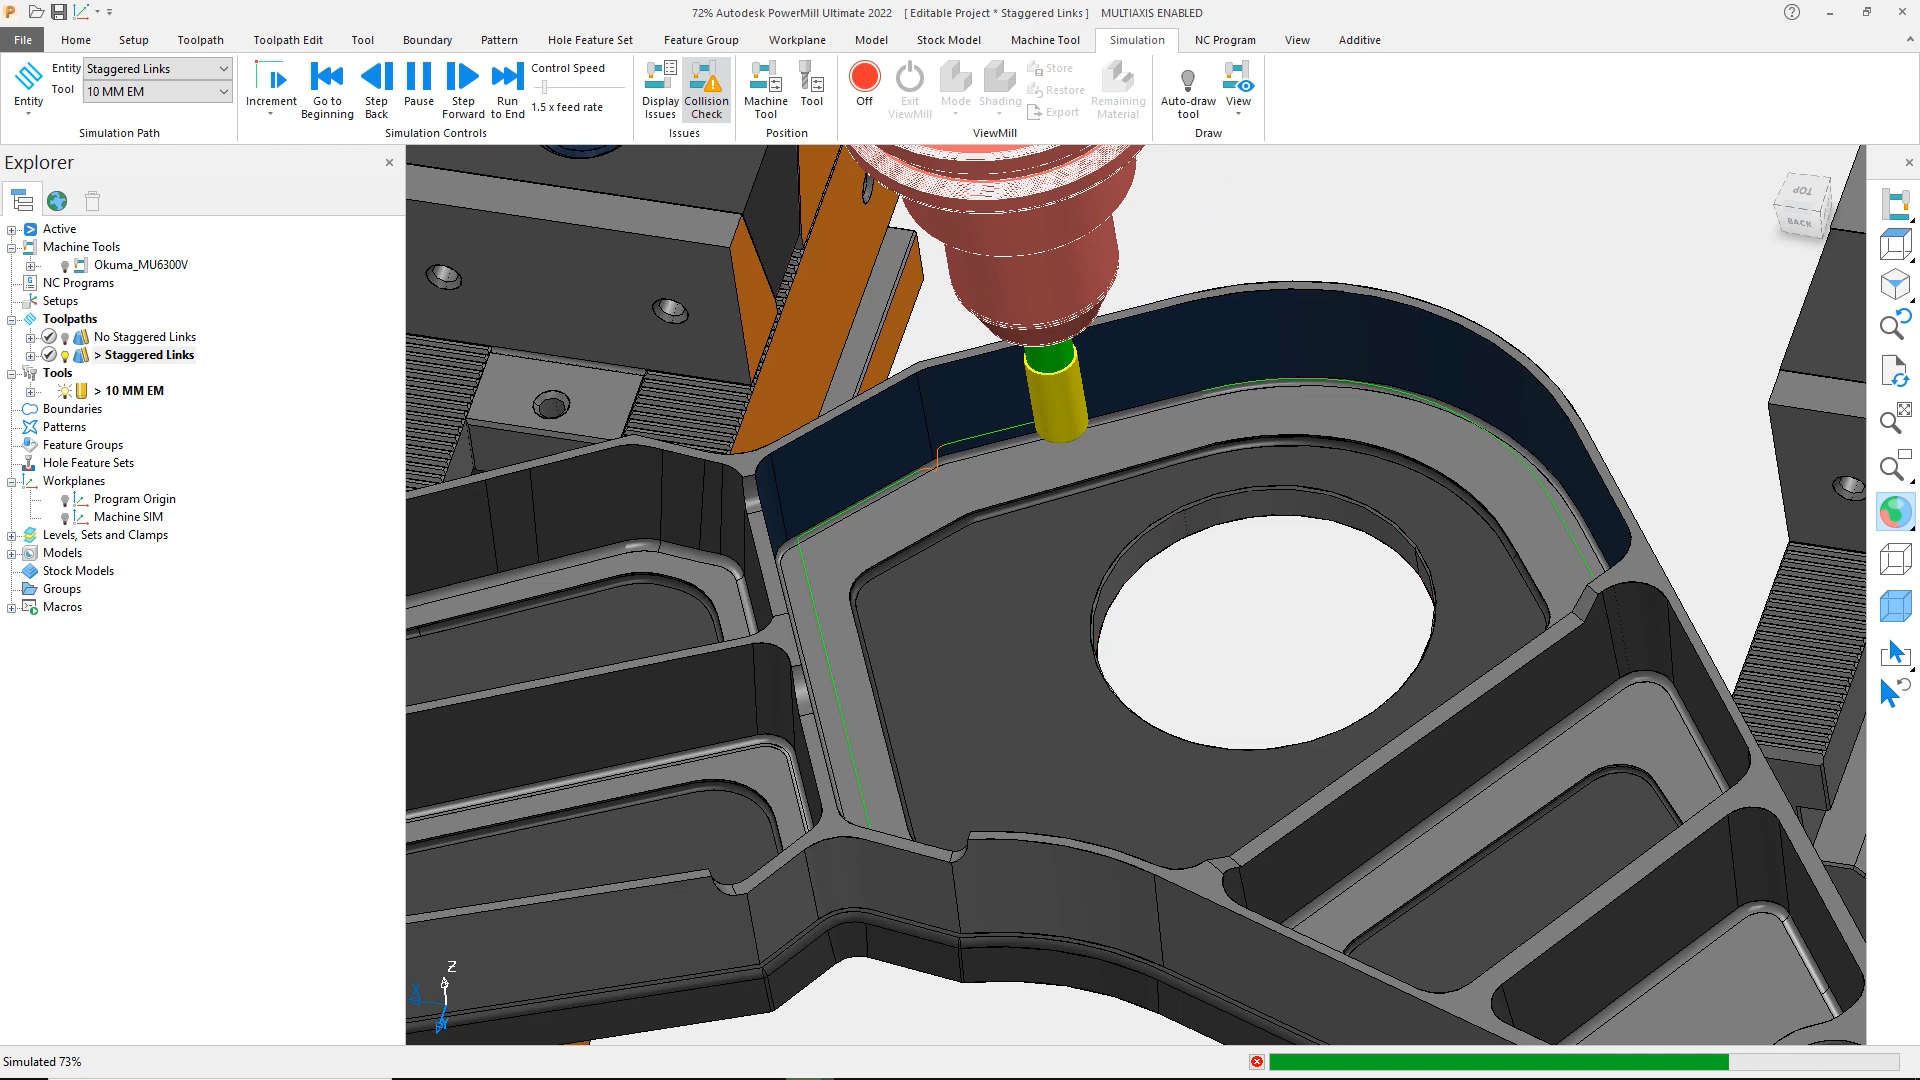 72% Autodesk PowerMill Ultimate 2022 [ Editable Project * Staggered Links ] MULTIAXIS ENABLED
File Home Setup Toolpath Toolpath Edit Tool Boundary Pattern Hole Feature Set Feature Group Workplane Model Stock Model Machine Tool Simulation NC Program View Additive
Entity
Entity Staggered Links
Tool 10 MM EM
Simulation Path
Increment
Go to Beginning
Step Back
Pause
Step Forward
Run to End
Control Speed
1.5 x feed rate
Simulation Controls
Display Issues
Collision Check
Issues
Machine Tool
Tool
Position
Off
Exit ViewMill
Mode
Shading
Store
Restore
Export
Remaining Material
ViewMill
Auto-draw tool
View
Draw
Explorer
Active
Machine Tools
Okuma_MU6300V
NC Programs
Setups
Toolpaths
No Staggered Links
> Staggered Links
Tools
> 10 MM EM
Boundaries
Patterns
Feature Groups
Hole Feature Sets
Workplanes
Program Origin
Machine SIM
Levels, Sets and Clamps
Models
Stock Models
Groups
Macros
TOP
BACK
Z
X
Y
Simulated 73%